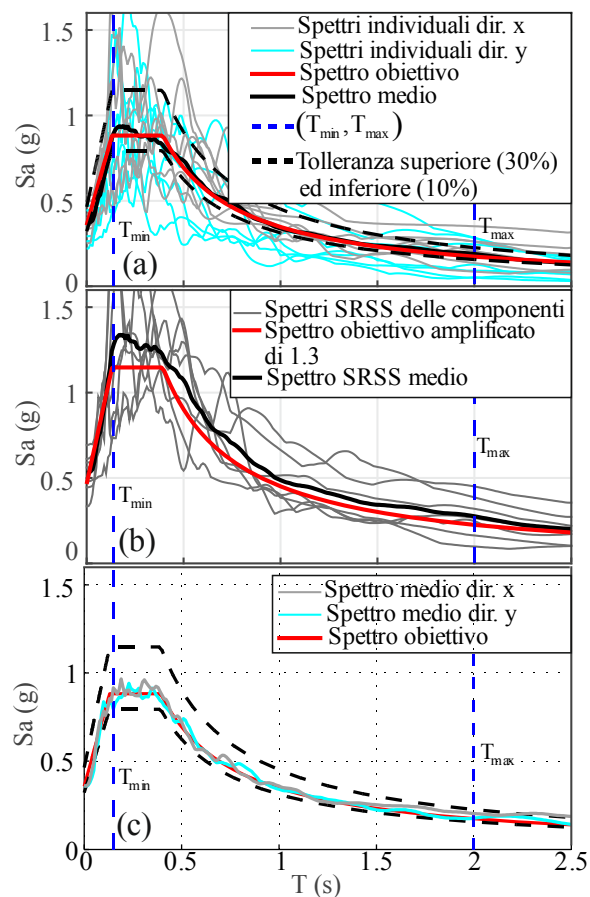 1.5
1
0.5
0
Sa (g)
Spettri individuali dir. x
Spettri individuali dir. y
Spettro obiettivo
Spettro medio
(Tmin, Tmax)
Tolleranza superiore (30%)
ed inferiore (10%)
Tmin
Tmax
(a)
1.5
1
0.5
0
Sa (g)
Spettri SRSS delle componenti
Spettro obiettivo amplificato
di 1.3
Spettro SRSS medio
Tmin
Tmax
(b)
1.5
1
0.5
0
Sa (g)
Spettro medio dir. x
Spettro medio dir. y
Spettro obiettivo
Tmin
Tmax
(c)
0 0.5 1 1.5 2 2.5
T (s)